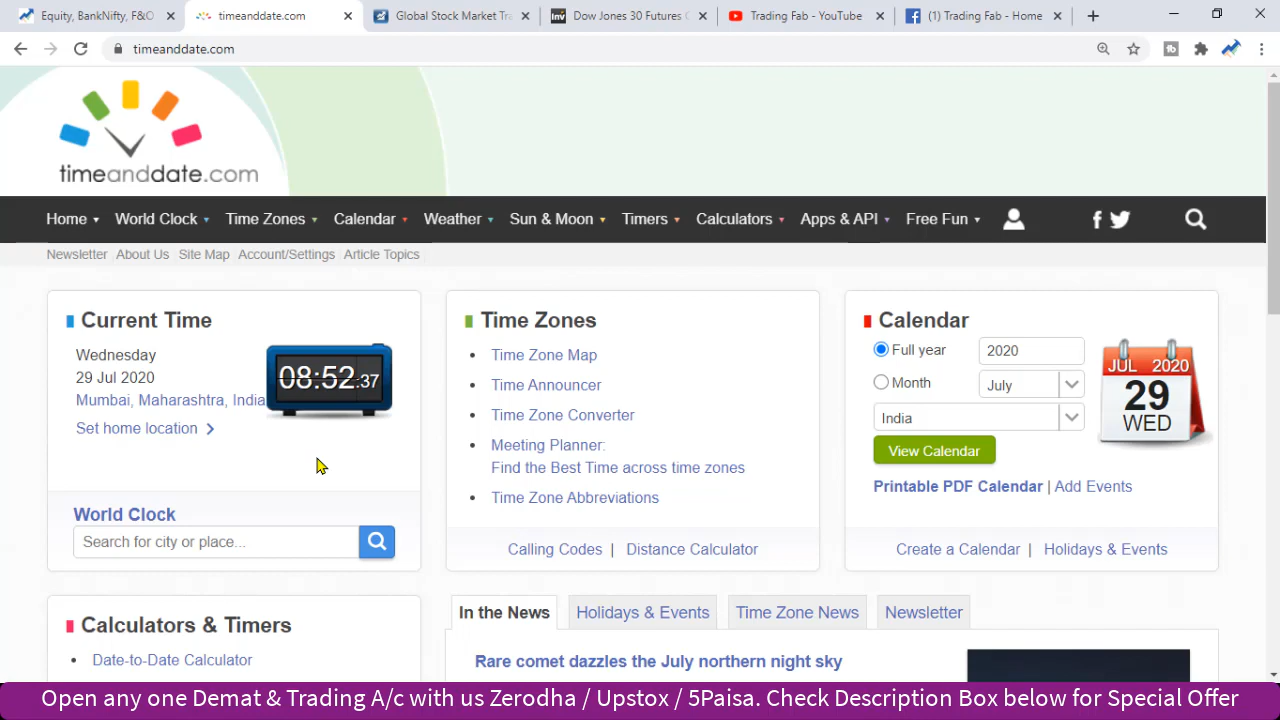 Equity, BankNifty, F&O
timeanddate.com
Global Stock Market Tra
Dow Jones 30 Futures C
Trading Fab - YouTube
(1) Trading Fab - Home
timeanddate.com
timeanddate.com
Home World Clock Time Zones Calendar Weather Sun & Moon Timers Calculators Apps & API Free Fun
Newsletter About Us Site Map Account/Settings Article Topics
Current Time
Wednesday
29 Jul 2020
Mumbai, Maharashtra, India
Set home location
08:52:37
World Clock
Search for city or place...
Time Zones
Time Zone Map
Time Announcer
Time Zone Converter
Meeting Planner:
Find the Best Time across time zones
Time Zone Abbreviations
Calling Codes | Distance Calculator
Calendar
Full year 2020
Month July
India
View Calendar
JUL 2020
29
WED
Printable PDF Calendar | Add Events
Create a Calendar | Holidays & Events
Calculators & Timers
Date-to-Date Calculator
In the News Holidays & Events Time Zone News Newsletter
Rare comet dazzles the July northern night sky
Open any one Demat & Trading A/c with us Zerodha / Upstox / 5Paisa. Check Description Box below for Special Offer